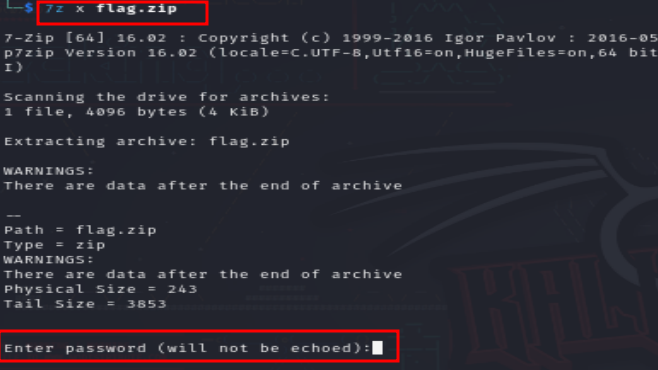 $ 7z x flag.zip
7-Zip [64] 16.02 : Copyright (c) 1999-2016 Igor Pavlov : 2016-05
p7zip Version 16.02 (locale=C.UTF-8,Utf16=on,HugeFiles=on,64 bit
I)
Scanning the drive for archives:
1 file, 4096 bytes (4 KiB)
Extracting archive: flag.zip
WARNINGS:
There are data after the end of archive
--
Path = flag.zip
Type = zip
WARNINGS:
There are data after the end of archive
Physical Size = 243
Tail Size = 3853
Enter password (will not be echoed):
KALI